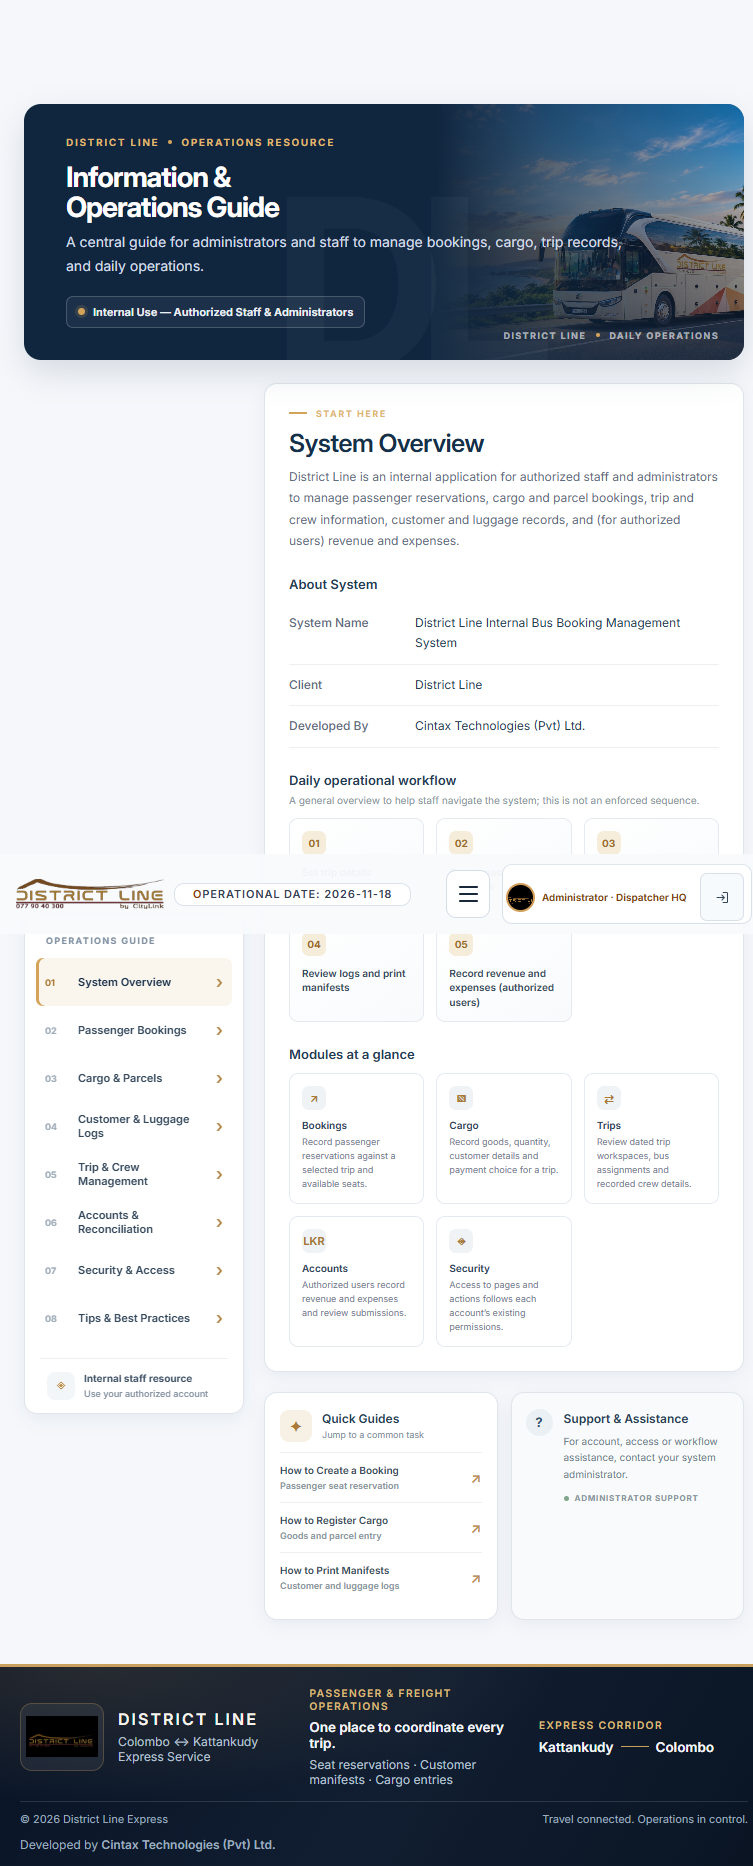 DISTRICT LINE • OPERATIONS RESOURCE
Information &
Operations Guide
A central guide for administrators and staff to manage bookings, cargo, trip records,
and daily operations.
Internal Use — Authorized Staff & Administrators
DISTRICT LINE
DISTRICT LINE • DAILY OPERATIONS
START HERE
System Overview
District Line is an internal application for authorized staff and administrators
to manage passenger reservations, cargo and parcel bookings, trip and
crew information, customer and luggage records, and (for authorized
users) revenue and expenses.
About System
System Name
District Line Internal Bus Booking Management
System
Client
District Line
Developed By
Cintax Technologies (Pvt) Ltd.
Daily operational workflow
A general overview to help staff navigate the system; this is not an enforced sequence.
01
02
03
DISTRICT LINE
077 90 40 300
by CityLink
OPERATIONAL DATE: 2026-11-18
Administrator · Dispatcher HQ
04
Review logs and print
manifests
05
Record revenue and
expenses (authorized
users)
OPERATIONS GUIDE
01 System Overview ›
02 Passenger Bookings ›
03 Cargo & Parcels ›
04 Customer & Luggage
Logs ›
05 Trip & Crew
Management ›
06 Accounts &
Reconciliation ›
07 Security & Access ›
08 Tips & Best Practices ›
Internal staff resource
Use your authorized account
Modules at a glance
Bookings
Record passenger
reservations against a
selected trip and
available seats.
Cargo
Record goods, quantity,
customer details and
payment choice for a trip.
Trips
Review dated trip
workspaces, bus
assignments and
recorded crew details.
LKR
Accounts
Authorized users record
revenue and expenses
and review submissions.
Security
Access to pages and
actions follows each
account's existing
permissions.
Quick Guides
Jump to a common task
How to Create a Booking
Passenger seat reservation
How to Register Cargo
Goods and parcel entry
How to Print Manifests
Customer and luggage logs
?
Support & Assistance
For account, access or workflow
assistance, contact your system
administrator.
• ADMINISTRATOR SUPPORT
DISTRICT LINE
DISTRICT LINE
Colombo ↔ Kattankudy
Express Service
PASSENGER & FREIGHT
OPERATIONS
One place to coordinate every
trip.
Seat reservations · Customer
manifests · Cargo entries
EXPRESS CORRIDOR
Kattankudy — Colombo
© 2026 District Line Express
Travel connected. Operations in control.
Developed by Cintax Technologies (Pvt) Ltd.